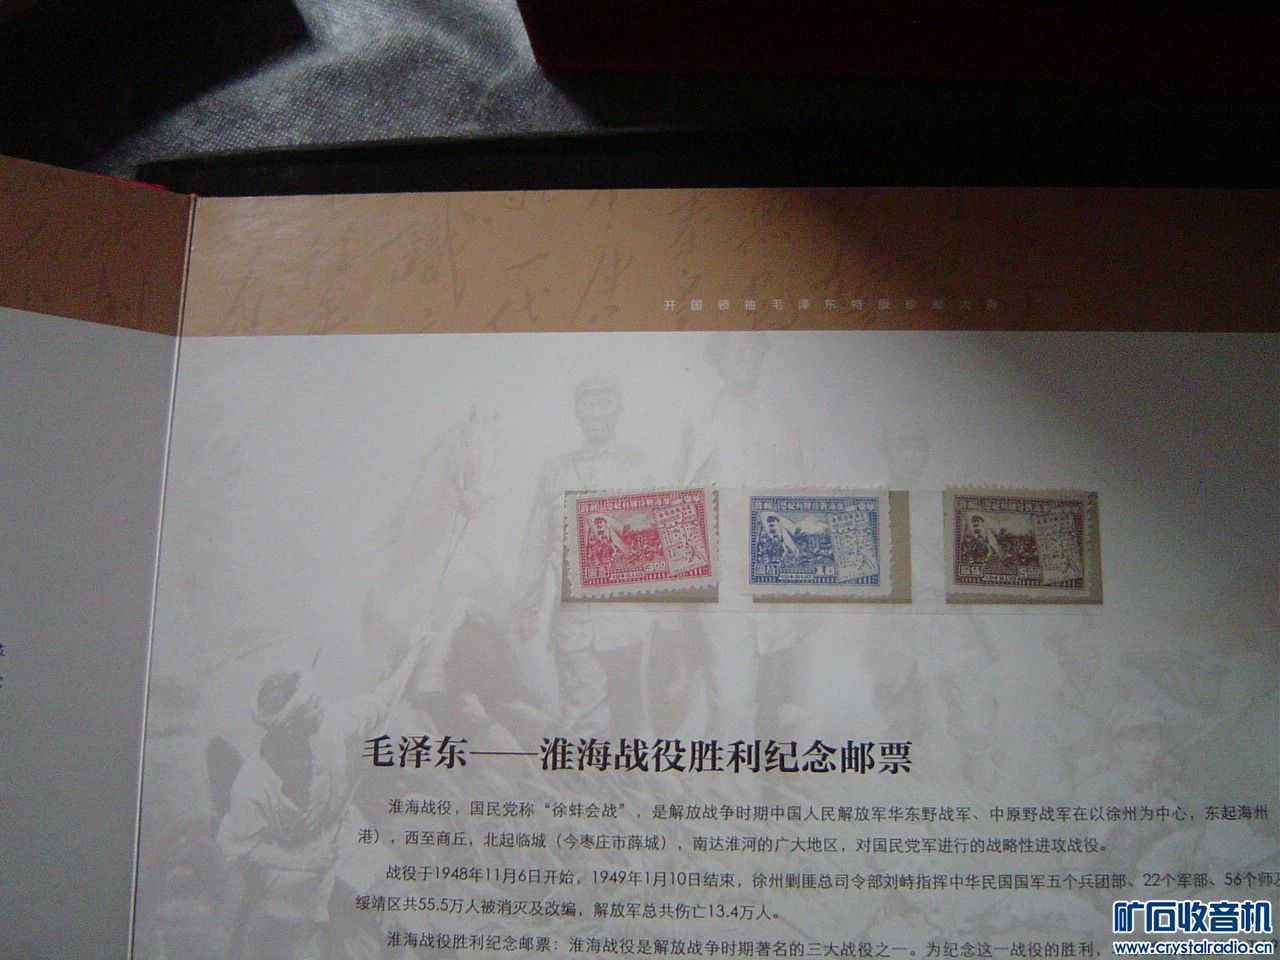 开国领袖毛泽东特版珍邮大
毛泽东——淮海战役胜利纪念邮票
淮海战役，国民党称“徐蚌会战”，是解放战争时期中国人民解放军华东野战军、中原野战军在以徐州为中心，东起海州
港），西至商丘，北起临城（今枣庄市薛城），南达淮河的广大地区，对国民党军进行的战略性进攻战役。
战役于1948年11月6日开始，1949年1月10日结束，徐州剿匪总司令部刘峙指挥中华民国国军五个兵团部、22个军部、56个师及
绥靖区共55.5万人被消灭及改编，解放军总共伤亡13.4万人。
淮海战役胜利纪念邮票：淮海战役是解放战争时期著名的三大战役之一。为纪念这一战役的胜利，
矿石收音机
www.crystalradio.cn